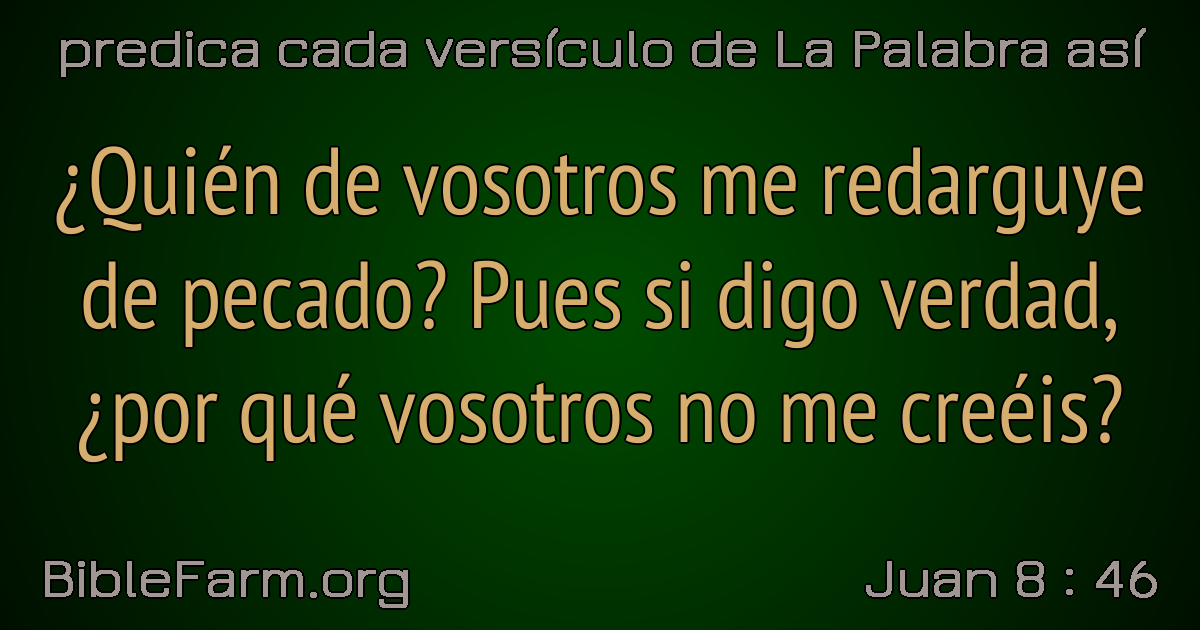 predica cada versículo de La Palabra así
¿Quién de vosotros me redarguye
de pecado? Pues si digo verdad,
¿por qué vosotros no me creéis?
BibleFarm.org
Juan 8 : 46